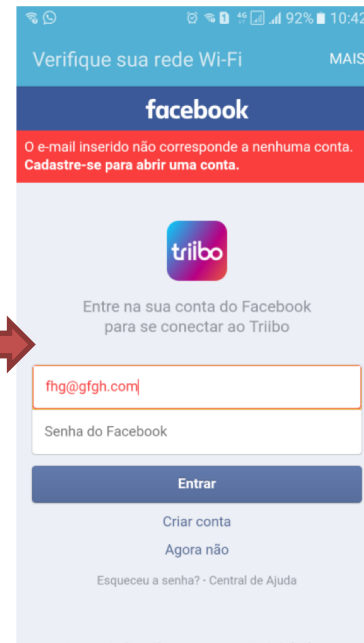 1 4G 92% 10:42
Verifique sua rede Wi-Fi MAIS
facebook
O e-mail inserido não corresponde a nenhuma conta.
Cadastre-se para abrir uma conta.
triibo
Entre na sua conta do Facebook
para se conectar ao Triibo
fhg@gfgh.com
Senha do Facebook
Entrar
Criar conta
Agora não
Esqueceu a senha? · Central de Ajuda